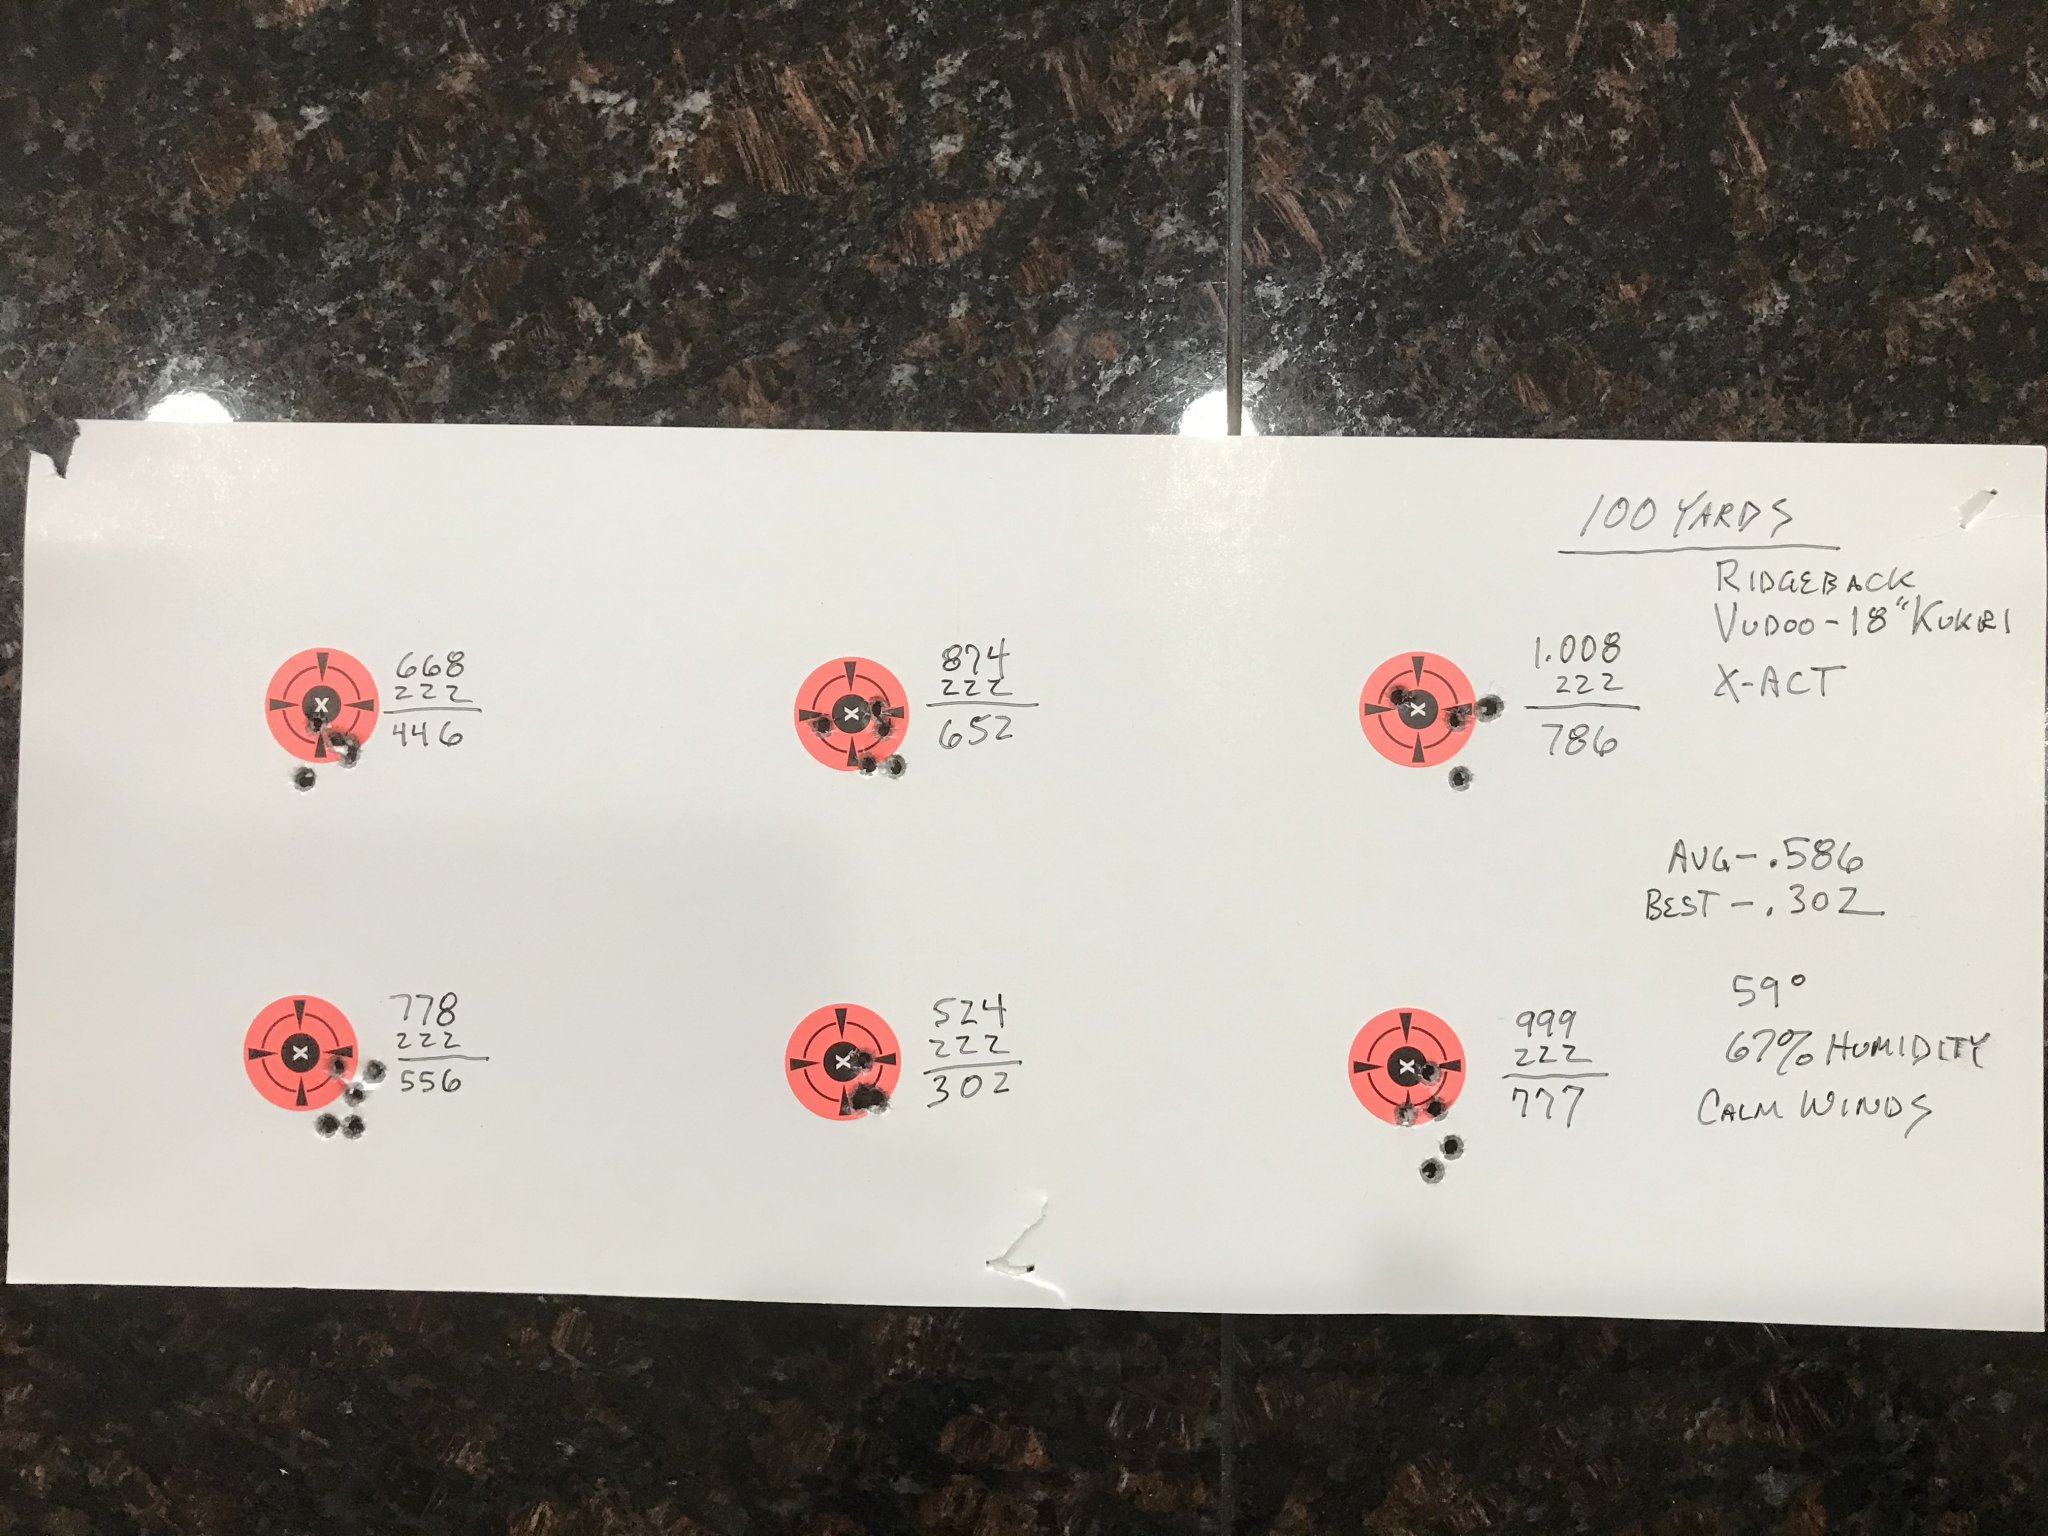 100 YARDS
RIDGEBACK
VUDOO - 18" KUKRI
X-ACT
X
668
222
446
X
874
222
652
X
1.008
222
786
AVG - .586
BEST - .302
X
778
222
556
X
524
222
302
X
999
222
777
59°
67% HUMIDITY
CALM WINDS